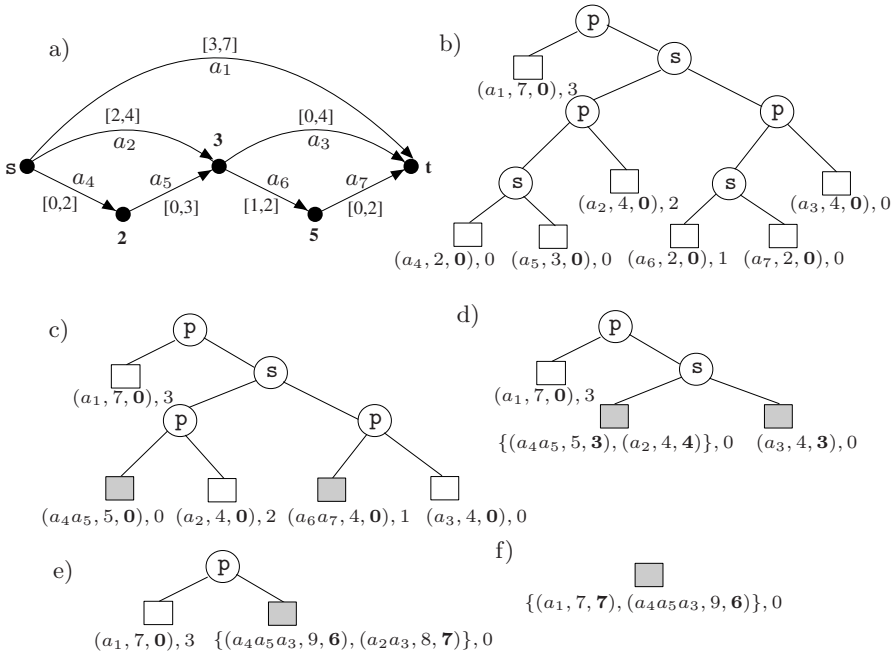 a)
[3,7]
a₁
[2,4]
a₂
3
[0,4]
a₃
s
a₄
a₅
a₆
a₇
t
[0,2]
[0,3]
[1,2]
[0,2]
2
5
b)
p
s
(a₁, 7, 0), 3
p
p
s
s
(a₂, 4, 0), 2
(a₃, 4, 0), 0
(a₄, 2, 0), 0
(a₅, 3, 0), 0
(a₆, 2, 0), 1
(a₇, 2, 0), 0
c)
p
s
(a₁, 7, 0), 3
p
p
(a₄a₅, 5, 0), 0
(a₂, 4, 0), 2
(a₆a₇, 4, 0), 1
(a₃, 4, 0), 0
d)
p
s
(a₁, 7, 0), 3
{(a₄a₅, 5, 3), (a₂, 4, 4)}, 0
(a₃, 4, 3), 0
e)
p
(a₁, 7, 0), 3
{(a₄a₅a₃, 9, 6), (a₂a₃, 8, 7)}, 0
f)
{(a₁, 7, 7), (a₄a₅a₃, 9, 6)}, 0